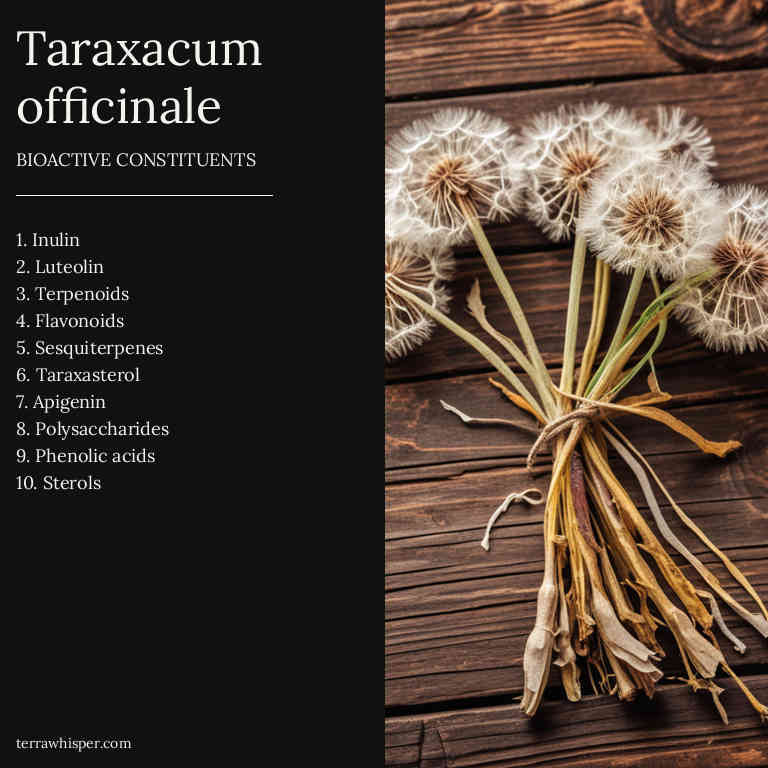 Taraxacum
officinale
BIOACTIVE CONSTITUENTS
1. Inulin
2. Luteolin
3. Terpenoids
4. Flavonoids
5. Sesquiterpenes
6. Taraxasterol
7. Apigenin
8. Polysaccharides
9. Phenolic acids
10. Sterols
terrawhisper.com